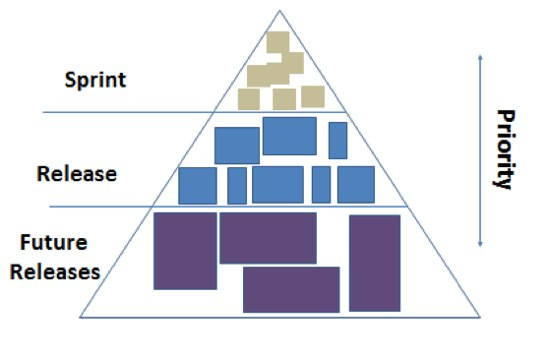 Sprint
Release
Future
Releases
Priority